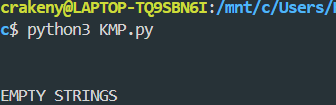 crakeny@LAPTOP-TQ9SBN6I:/mnt/c/Users/
c$ python3 KMP.py
EMPTY STRINGS